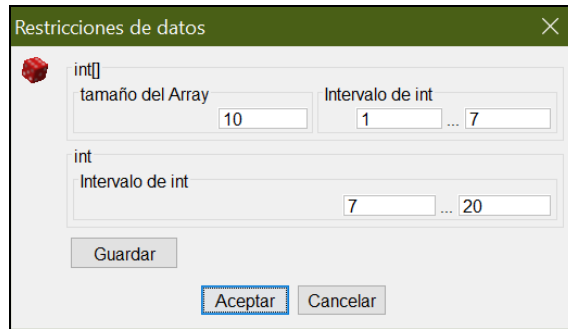 Restricciones de datos
int[]
tamaño del Array Intervalo de int
10 1 ... 7
int
Intervalo de int
7 ... 20
Guardar
Aceptar Cancelar